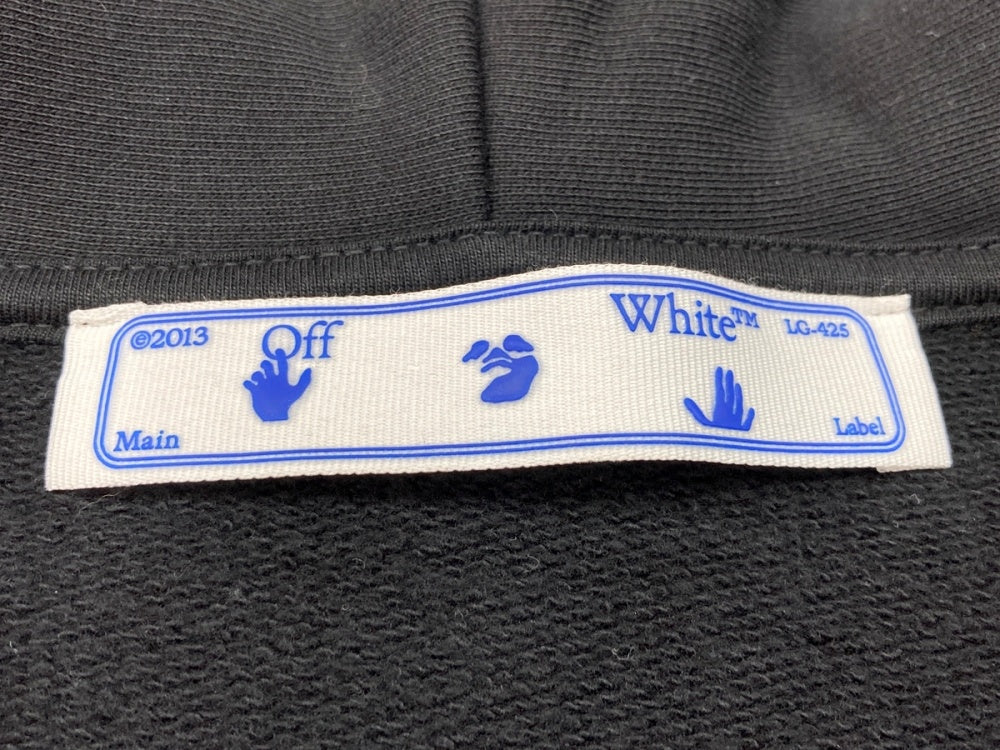 ©2013 Off White™ LG-425
Main Label